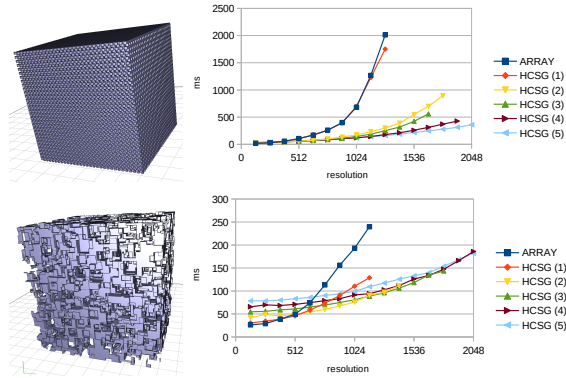 2500
2000
1500
1000
500
0
ms
0 512 1024 1536 2048
resolution
ARRAY
HCSG (1)
HCSG (2)
HCSG (3)
HCSG (4)
HCSG (5)
300
250
200
150
100
50
0
ms
0 512 1024 1536 2048
resolution
ARRAY
HCSG (1)
HCSG (2)
HCSG (3)
HCSG (4)
HCSG (5)